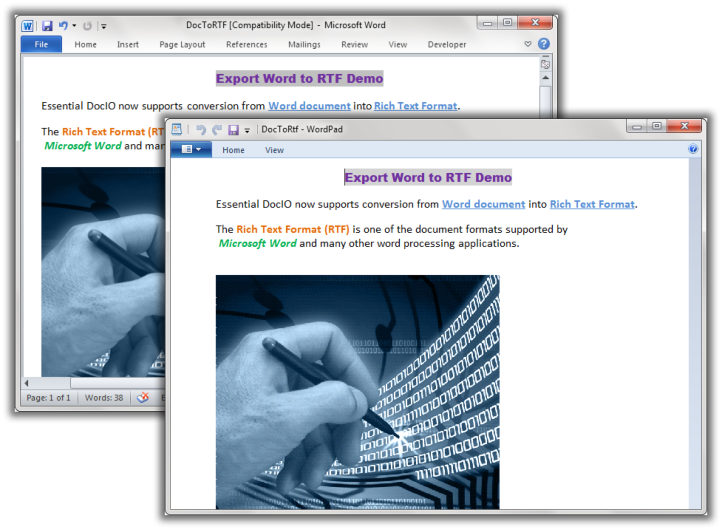 DocToRTF [Compatibility Mode] - Microsoft Word
File Home Insert Page Layout References Mailings Review View Developer
Export Word to RTF Demo
Essential DocIO now supports conversion from Word document into Rich Text Format.
The Rich Text Format (RT
Microsoft Word and man
Page: 1 of 1 Words: 38
DocToRtf - WordPad
Home View
Export Word to RTF Demo
Essential DocIO now supports conversion from Word document into Rich Text Format.
The Rich Text Format (RTF) is one of the document formats supported by
Microsoft Word and many other word processing applications.